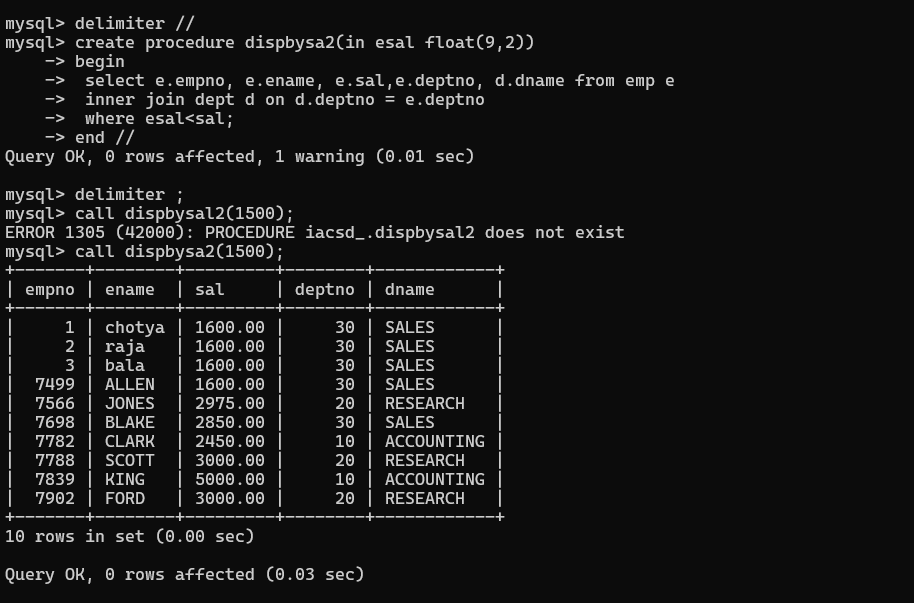 mysql> delimiter //
mysql> create procedure dispbysa2(in esal float(9,2))
    -> begin
    ->  select e.empno, e.ename, e.sal,e.deptno, d.dname from emp e
    ->  inner join dept d on d.deptno = e.deptno
    ->  where esal<sal;
    -> end //
Query OK, 0 rows affected, 1 warning (0.01 sec)

mysql> delimiter ;
mysql> call dispbysal2(1500);
ERROR 1305 (42000): PROCEDURE iacsd_.dispbysal2 does not exist
mysql> call dispbysa2(1500);
+-------+--------+---------+--------+------------+
| empno | ename  | sal     | deptno | dname      |
+-------+--------+---------+--------+------------+
|     1 | chotya | 1600.00 |     30 | SALES      |
|     2 | raja   | 1600.00 |     30 | SALES      |
|     3 | bala   | 1600.00 |     30 | SALES      |
|  7499 | ALLEN  | 1600.00 |     30 | SALES      |
|  7566 | JONES  | 2975.00 |     20 | RESEARCH   |
|  7698 | BLAKE  | 2850.00 |     30 | SALES      |
|  7782 | CLARK  | 2450.00 |     10 | ACCOUNTING |
|  7788 | SCOTT  | 3000.00 |     20 | RESEARCH   |
|  7839 | KING   | 5000.00 |     10 | ACCOUNTING |
|  7902 | FORD   | 3000.00 |     20 | RESEARCH   |
+-------+--------+---------+--------+------------+
10 rows in set (0.00 sec)

Query OK, 0 rows affected (0.03 sec)